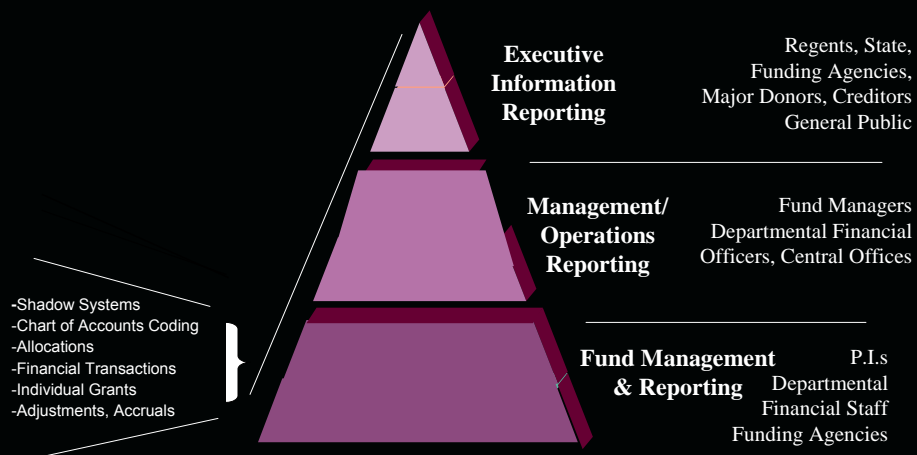 Executive
Information
Reporting
Regents, State,
Funding Agencies,
Major Donors, Creditors
General Public
Management/
Operations
Reporting
Fund Managers
Departmental Financial
Officers, Central Offices
-Shadow Systems
-Chart of Accounts Coding
-Allocations
-Financial Transactions
-Individual Grants
-Adjustments, Accruals
Fund Management
& Reporting
P.I.s
Departmental
Financial Staff
Funding Agencies